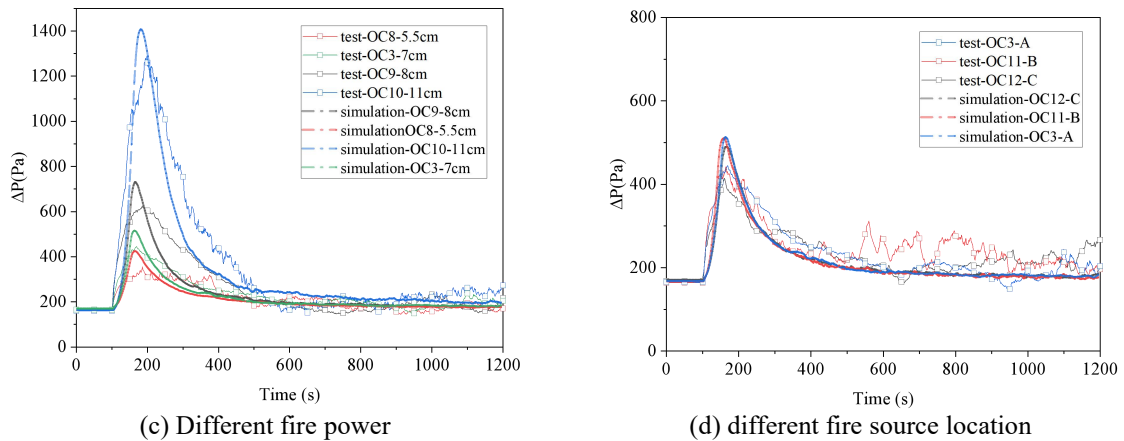 1400
1200
1000
800
600
400
200
0
ΔP(Pa)
0 200 400 600 800 1000 1200
Time (s)
test-OC8-5.5cm
test-OC3-7cm
test-OC9-8cm
test-OC10-11cm
simulation-OC9-8cm
simulationOC8-5.5cm
simulation-OC10-11cm
simulation-OC3-7cm
(c) Different fire power
800
600
400
200
0
ΔP(Pa)
0 200 400 600 800 1000 1200
Time (s)
test-OC3-A
test-OC11-B
test-OC12-C
simulation-OC12-C
simulation-OC11-B
simulation-OC3-A
(d) different fire source location